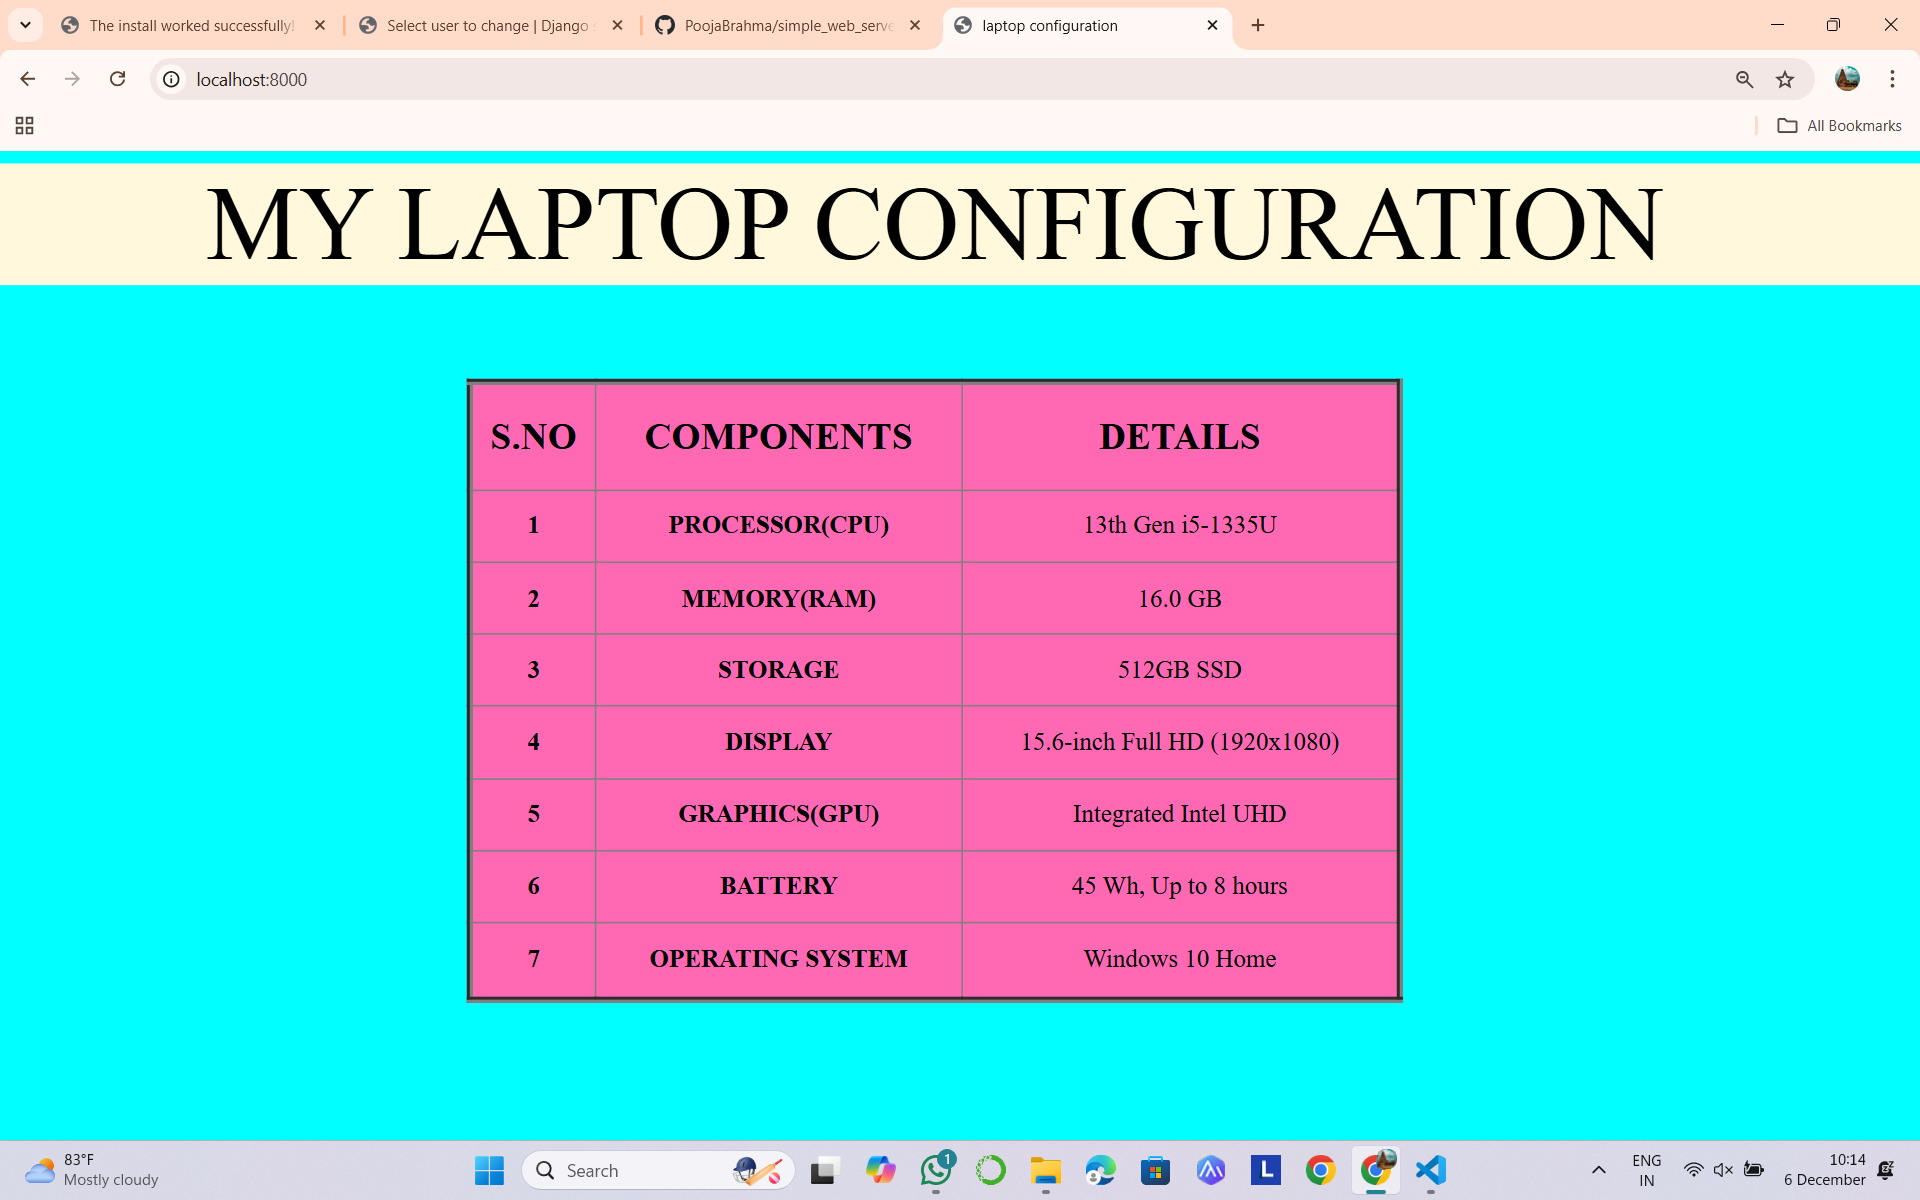 The install worked successfully!
Select user to change | Django s
PoojaBrahma/simple_web_serve
laptop configuration
localhost:8000
All Bookmarks
MY LAPTOP CONFIGURATION
S.NO COMPONENTS DETAILS
1 PROCESSOR(CPU) 13th Gen i5-1335U
2 MEMORY(RAM) 16.0 GB
3 STORAGE 512GB SSD
4 DISPLAY 15.6-inch Full HD (1920x1080)
5 GRAPHICS(GPU) Integrated Intel UHD
6 BATTERY 45 Wh, Up to 8 hours
7 OPERATING SYSTEM Windows 10 Home
83°F
Mostly cloudy
Search
1
L
ENG
IN
10:14
6 December